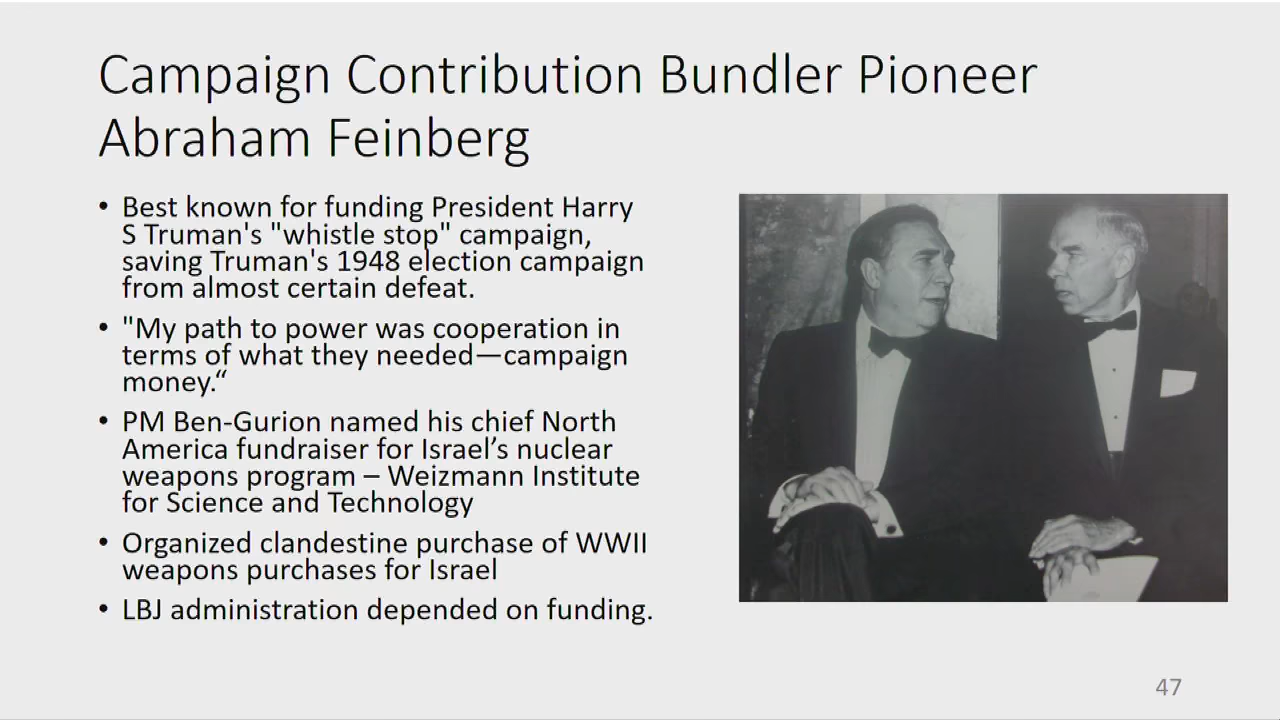 Campaign Contribution Bundler Pioneer
Abraham Feinberg
• Best known for funding President Harry
S Truman's "whistle stop" campaign,
saving Truman's 1948 election campaign
from almost certain defeat.
• "My path to power was cooperation in
terms of what they needed—campaign
money.“
• PM Ben-Gurion named his chief North
America fundraiser for Israel’s nuclear
weapons program – Weizmann Institute
for Science and Technology
• Organized clandestine purchase of WWII
weapons purchases for Israel
• LBJ administration depended on funding.
47